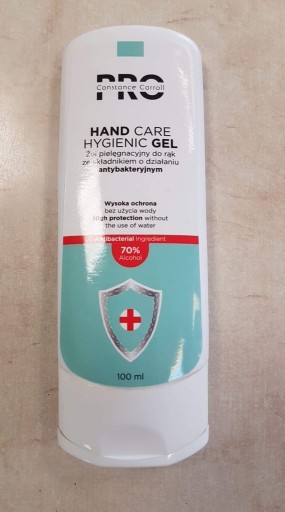 PRO
Constance Carroll
HAND CARE
HYGIENIC GEL
Żel pielęgnacyjny do rąk
ze składnikiem o działaniu
antybakteryjnym
Wysoka ochrona
bez użycia wody
High protection without
the use of water
Antibacterial Ingredient
70%
Alcohol
100 ml